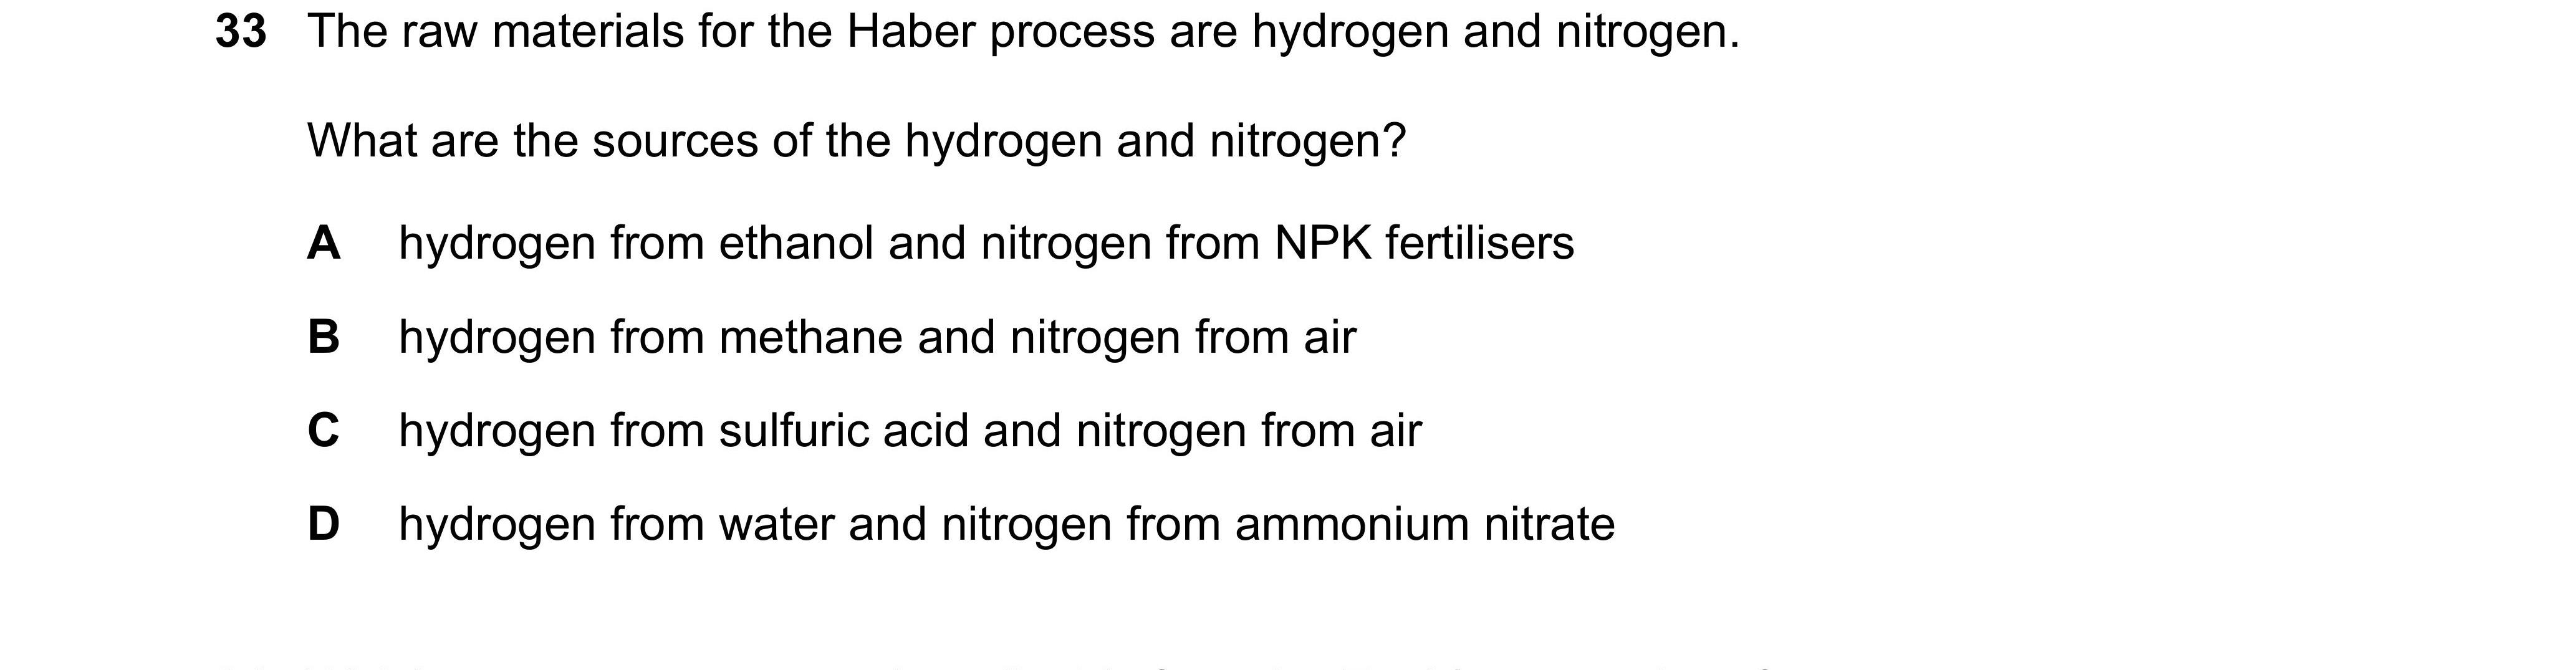 33 The raw materials for the Haber process are hydrogen and nitrogen.
What are the sources of the hydrogen and nitrogen?
A hydrogen from ethanol and nitrogen from NPK fertilisers
B hydrogen from methane and nitrogen from air
C hydrogen from sulfuric acid and nitrogen from air
D hydrogen from water and nitrogen from ammonium nitrate